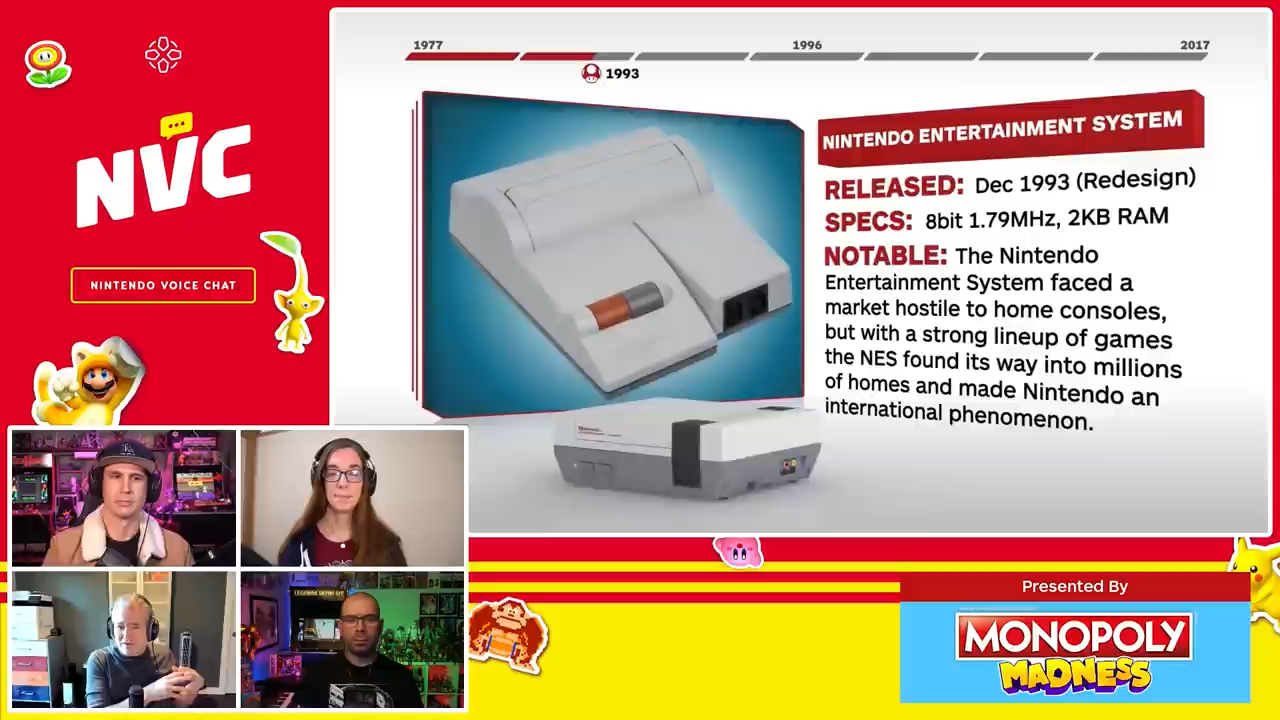 1977
1996
2017
1993
NVC
NINTENDO VOICE CHAT
NINTENDO ENTERTAINMENT SYSTEM
RELEASED: Dec 1993 (Redesign)
SPECS: 8bit 1.79MHz, 2KB RAM
NOTABLE: The Nintendo
Entertainment System faced a
market hostile to home consoles,
but with a strong lineup of games
the NES found its way into millions
of homes and made Nintendo an
international phenomenon.
Presented By
MONOPOLY
MADNESS